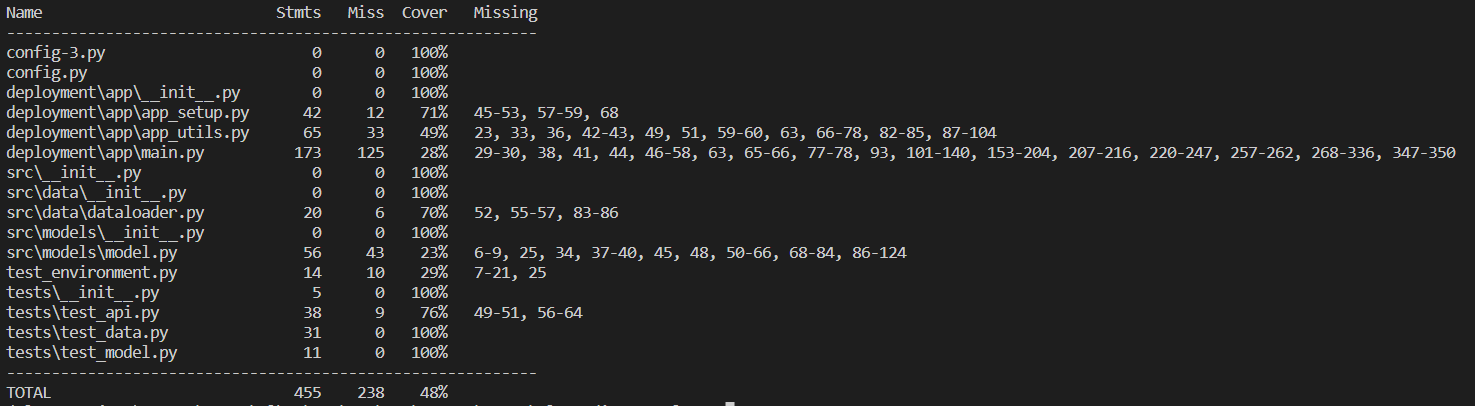 Name Stmts Miss Cover Missing
-----------------------------------------------------------
config-3.py 0 0 100%
config.py 0 0 100%
deployment\app\__init__.py 0 0 100%
deployment\app\app_setup.py 42 12 71% 45-53, 57-59, 68
deployment\app\app_utils.py 65 33 49% 23, 33, 36, 42-43, 49, 51, 59-60, 63, 66-78, 82-85, 87-104
deployment\app\main.py 173 125 28% 29-30, 38, 41, 44, 46-58, 63, 65-66, 77-78, 93, 101-140, 153-204, 207-216, 220-247, 257-262, 268-336, 347-350
src\__init__.py 0 0 100%
src\data\__init__.py 0 0 100%
src\data\dataloader.py 20 6 70% 52, 55-57, 83-86
src\models\__init__.py 0 0 100%
src\models\model.py 56 43 23% 6-9, 25, 34, 37-40, 45, 48, 50-66, 68-84, 86-124
test_environment.py 14 10 29% 7-21, 25
tests\__init__.py 5 0 100%
tests\test_api.py 38 9 76% 49-51, 56-64
tests\test_data.py 31 0 100%
tests\test_model.py 11 0 100%
-----------------------------------------------------------
TOTAL 455 238 48%